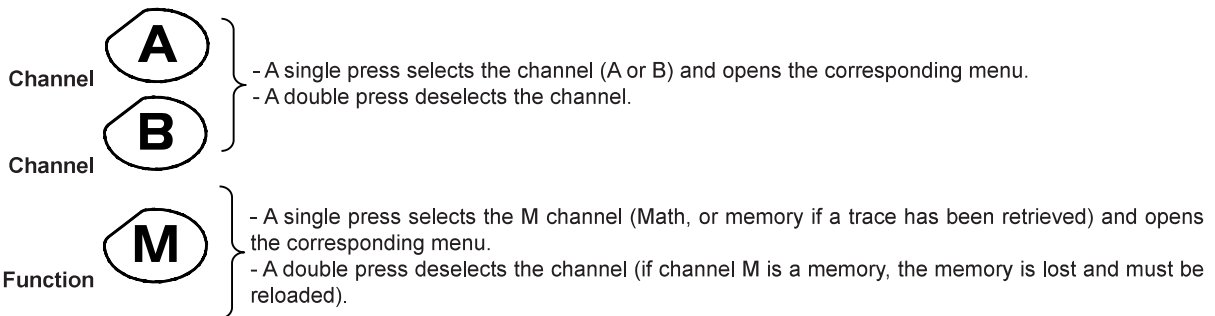 A
Channel
- A single press selects the channel (A or B) and opens the corresponding menu.
- A double press deselects the channel.
B
Channel
M
Function
- A single press selects the M channel (Math, or memory if a trace has been retrieved) and opens
the corresponding menu.
- A double press deselects the channel (if channel M is a memory, the memory is lost and must be
reloaded).